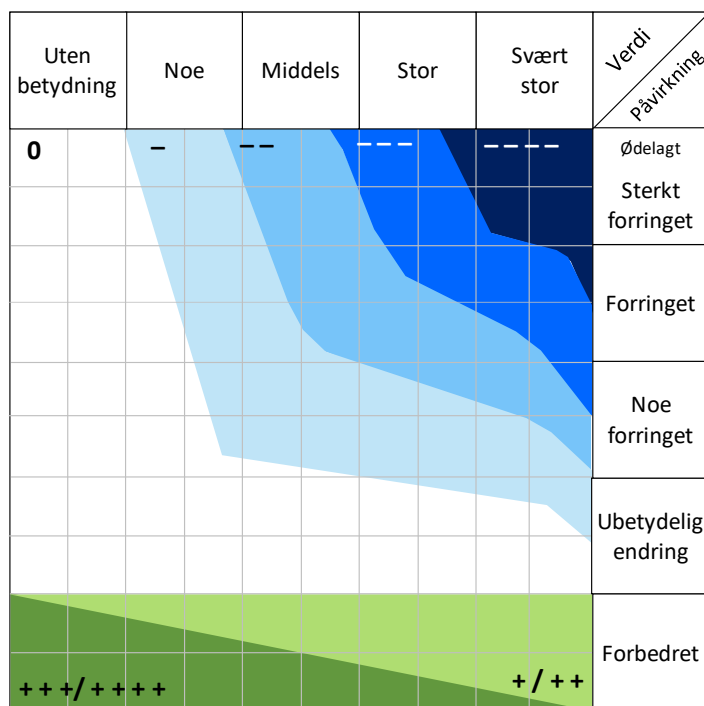 Uten
betydning
Noe
Middels
Stor
Svært
stor
Verdi
Påvirkning
0
–
– –
– – –
– – – –
Ødelagt
Sterkt
forringet
Forringet
Noe
forringet
Ubetydelig
endring
Forbedret
+ + + / + + + +
+ / + +